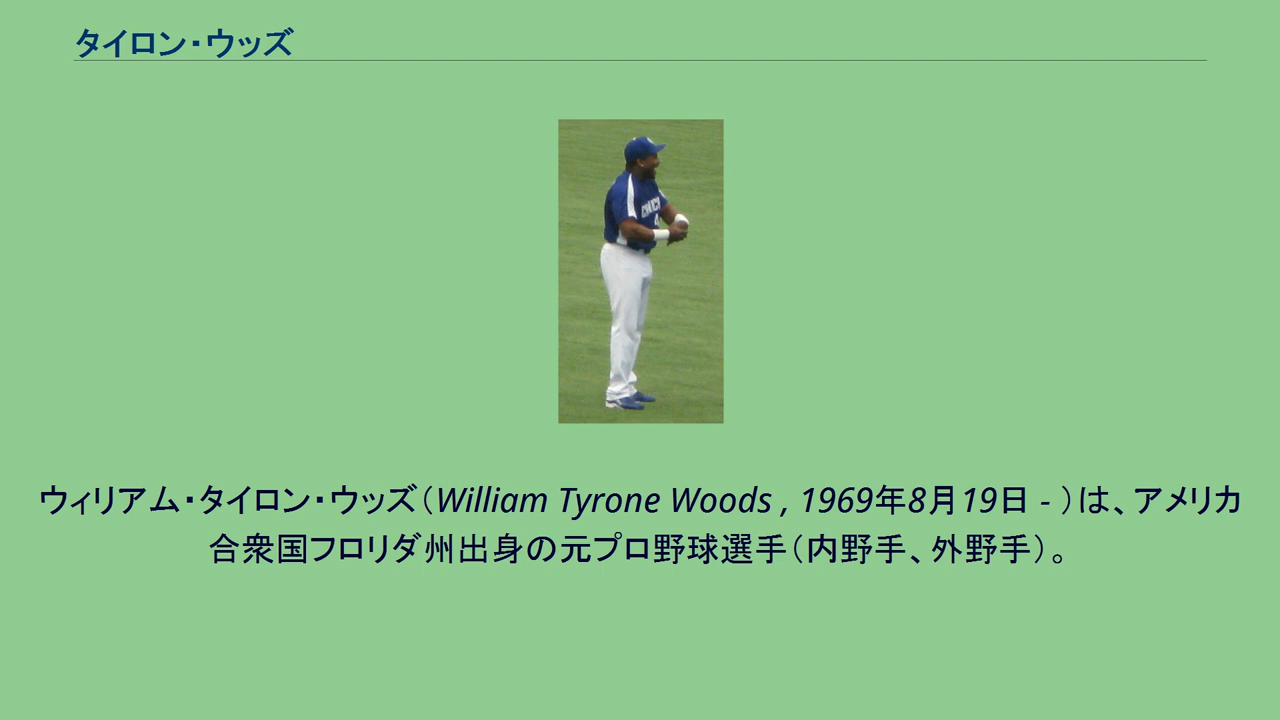 タイロン・ウッズ
ウィリアム・タイロン・ウッズ（William Tyrone Woods , 1969年8月19日 - ）は、アメリカ
合衆国フロリダ州出身の元プロ野球選手（内野手、外野手）。